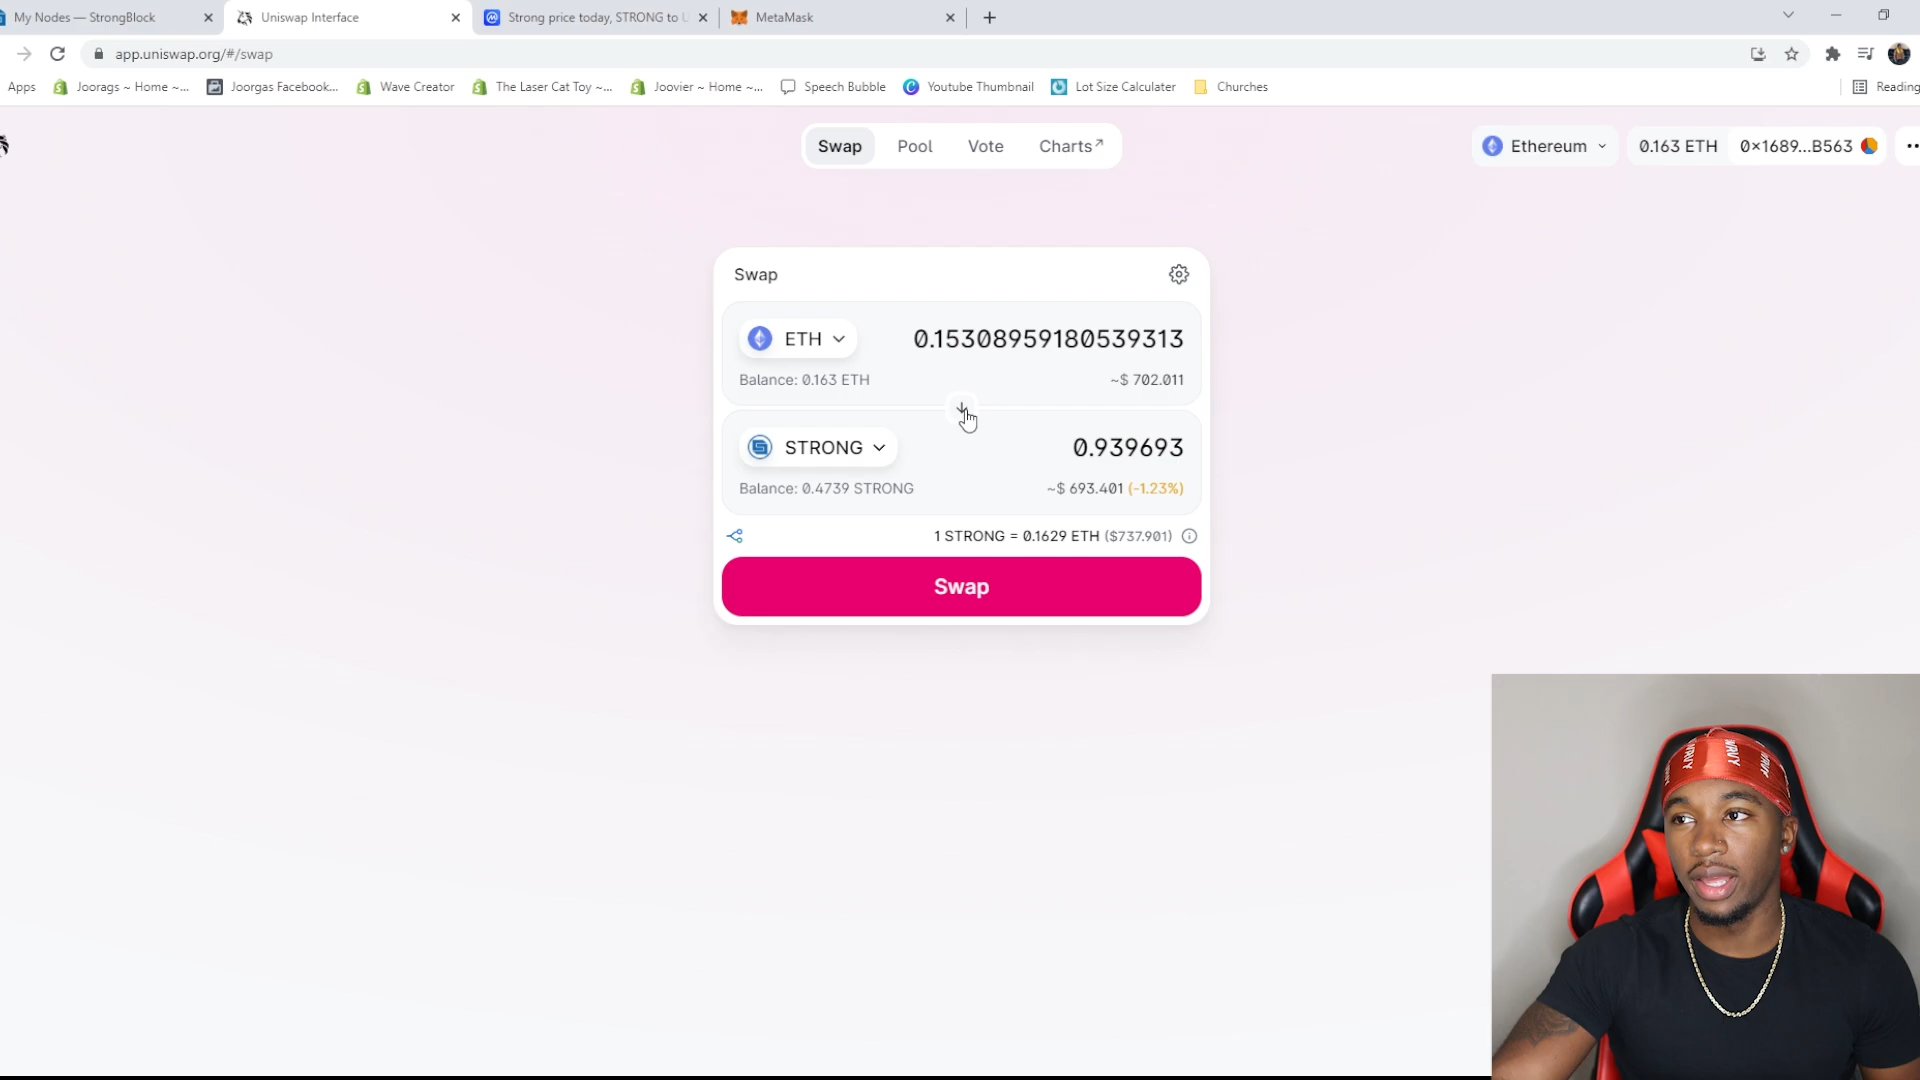 My Nodes — StrongBlock
Uniswap Interface
Strong price today, STRONG to U
MetaMask
app.uniswap.org/#/swap
Apps
Joorags ~ Home ~...
Joorgas Facebook...
Wave Creator
The Laser Cat Toy ~...
Joovier ~ Home ~...
Speech Bubble
Youtube Thumbnail
Lot Size Calculater
Churches
Reading
Swap
Pool
Vote
Charts↗
Ethereum
0.163 ETH
0×1689...B563
Swap
ETH
0.15308959180539313
Balance: 0.163 ETH
~$ 702.011
STRONG
0.939693
Balance: 0.4739 STRONG
~$ 693.401 (-1.23%)
1 STRONG = 0.1629 ETH ($737.901)
Swap